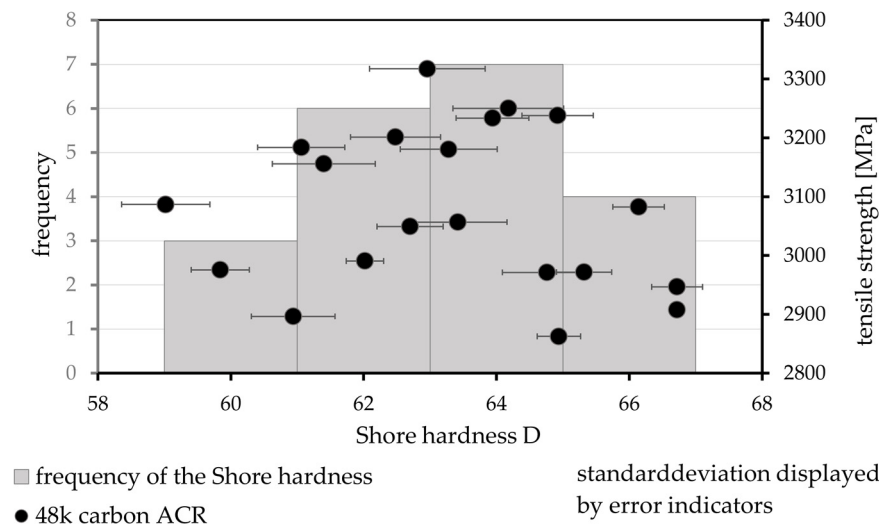 8
7
6
5
4
3
2
1
0
frequency
3400
3300
3200
3100
3000
2900
2800
tensile strength [MPa]
58 60 62 64 66 68
Shore hardness D
frequency of the Shore hardness
48k carbon ACR
standarddeviation displayed
by error indicators